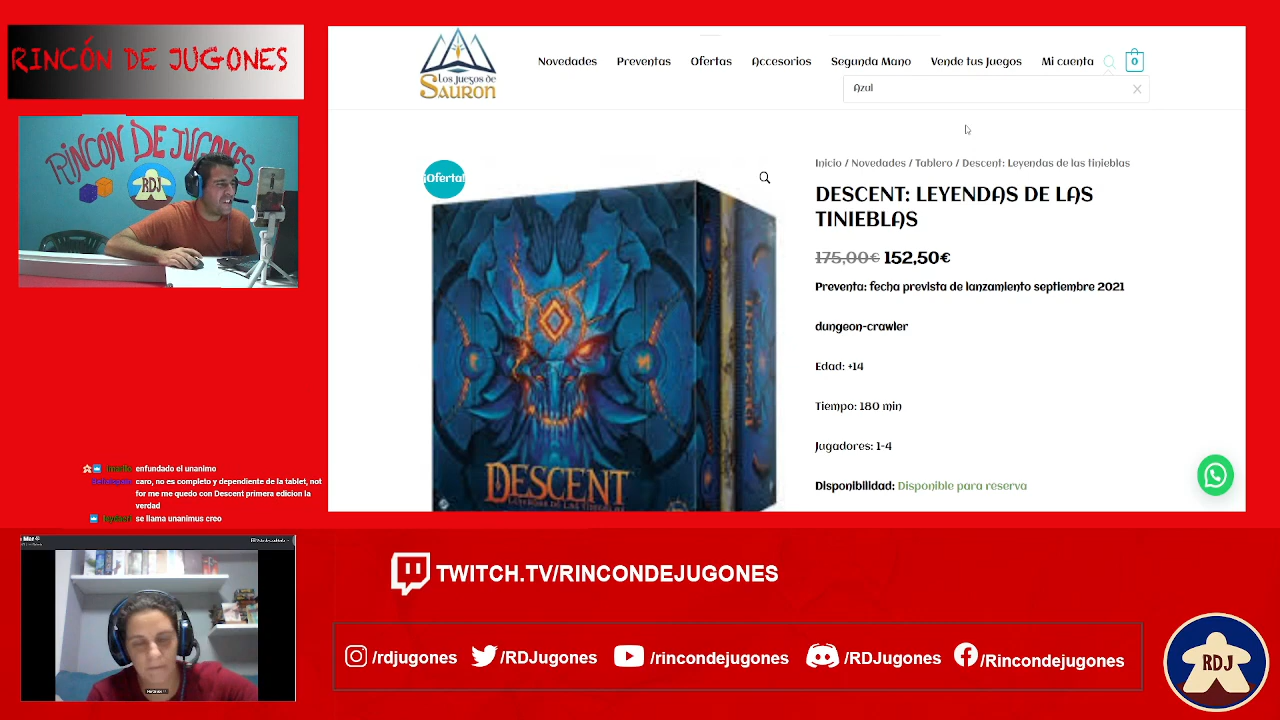 RINCÓN DE JUGONES
RINCÓN DE JUGONES
RDJ
enfundado el unanimo
caro, no es completo y dependiente de la tablet, not
for me me quedo con Descent primera edicion la
verdad
se llama unanimus creo
Los Juegos de
Sauron
Novedades
Preventas
Ofertas
Accesorios
Segunda Mano
Vende tus Juegos
Mi cuenta
0
Azul
¡Oferta!
DESCENT
LEYENDAS DE LAS TINIEBLAS
DESCENT
Inicio / Novedades / Tablero / Descent: Leyendas de las tinieblas
DESCENT: LEYENDAS DE LAS
TINIEBLAS
175,00€ 152,50€
Preventa: fecha prevista de lanzamiento septiembre 2021
dungeon-crawler
Edad: +14
Tiempo: 180 min
Jugadores: 1-4
Disponibilidad: Disponible para reserva
TWITCH.TV/RINCONDEJUGONES
/rdjugones
/RDJugones
/rincondejugones
/RDJugones
/Rincondejugones
RDJ